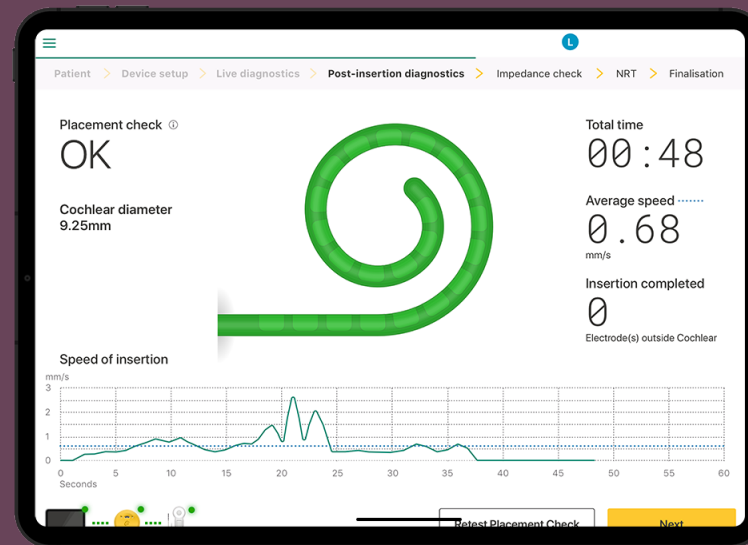 L
Patient > Device setup > Live diagnostics > Post-insertion diagnostics > Impedance check > NRT > Finalisation
Placement check
OK
Cochlear diameter
9.25mm
Total time
00:48
Average speed
0.68
mm/s
Insertion completed
0
Electrode(s) outside Cochlear
Speed of insertion
mm/s
3
2
1
0
0 5 10 15 20 25 30 35 40 45 50 55 60
Seconds
Retest Placement Check
Next